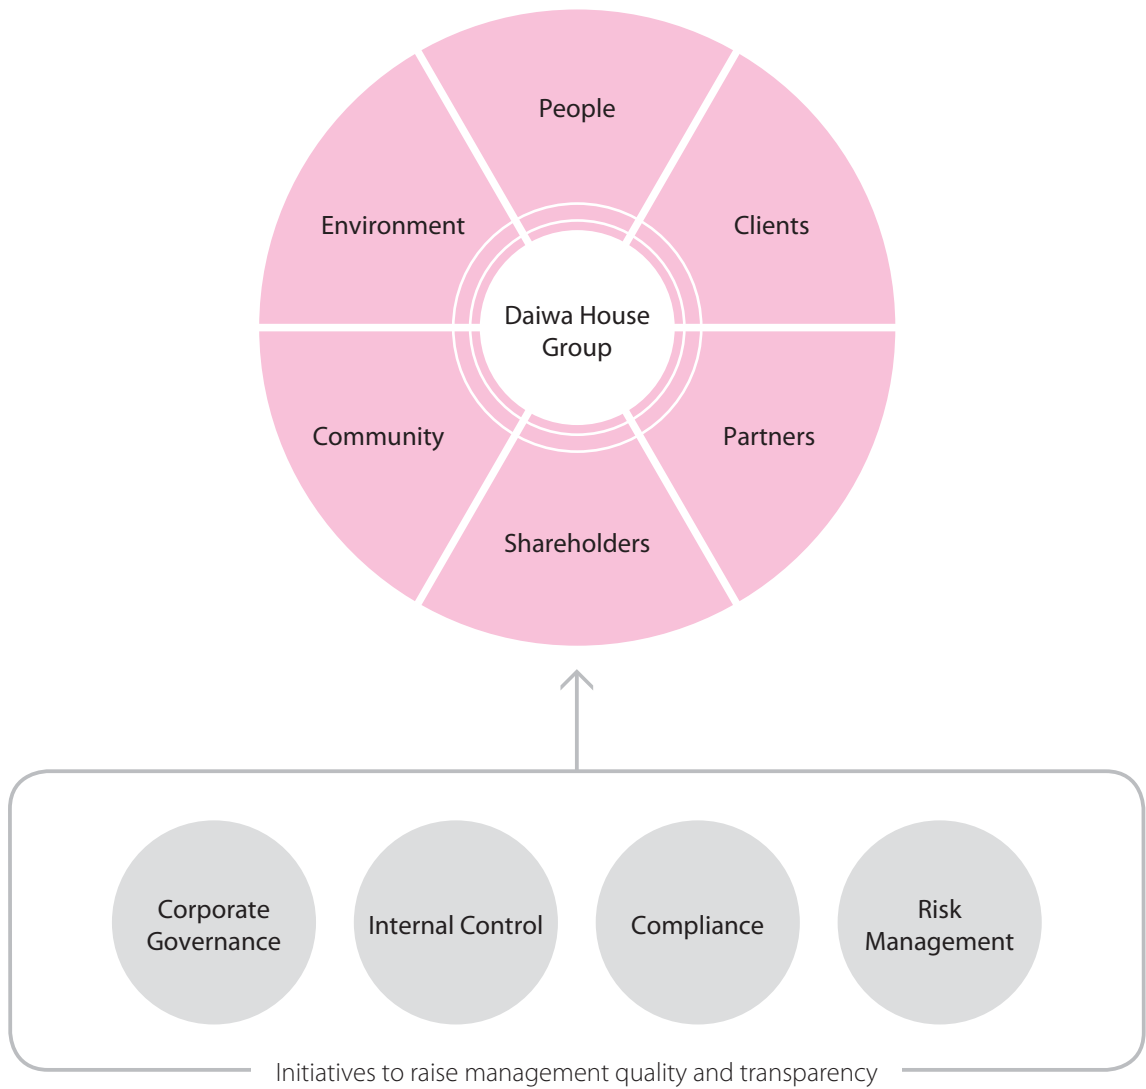 People
Environment
Clients
Daiwa House
Group
Community
Partners
Shareholders
Corporate
Governance
Internal Control
Compliance
Risk
Management
Initiatives to raise management quality and transparency